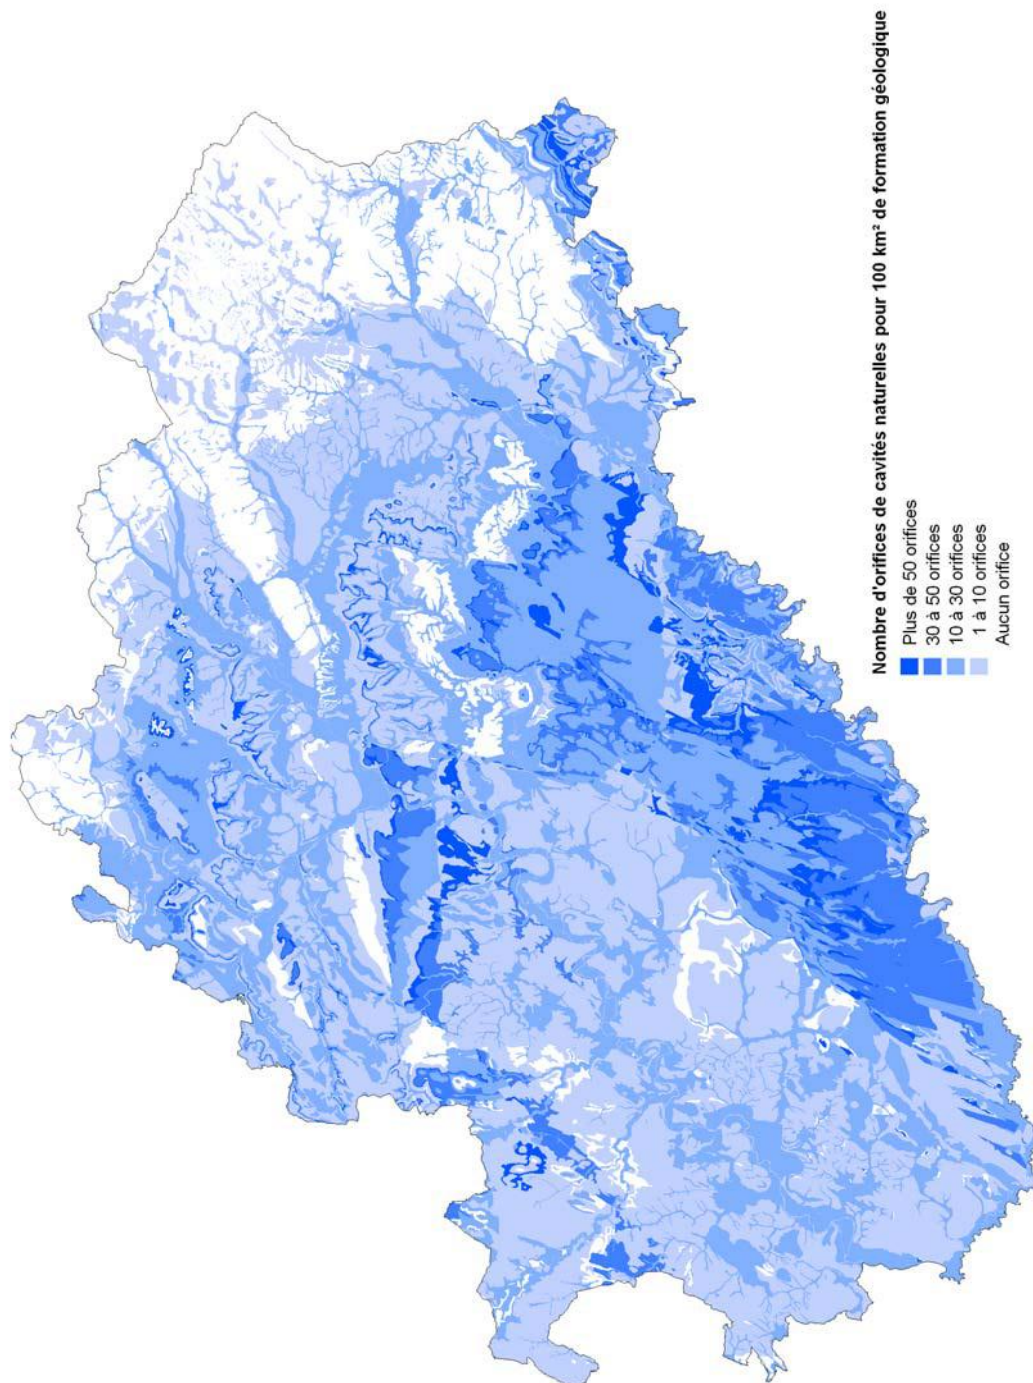 Nombre d'orifices de cavités naturelles pour 100 km² de formation géologique
Plus de 50 orifices
30 à 50 orifices
10 à 30 orifices
1 à 10 orifices
Aucun orifice